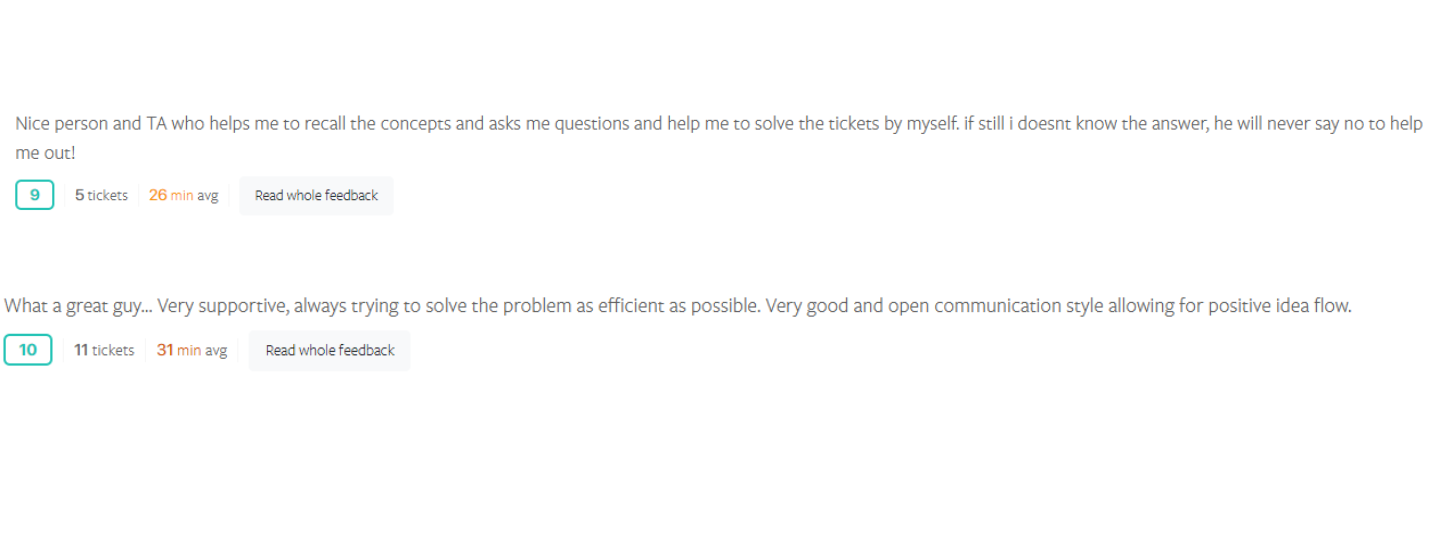 Nice person and TA who helps me to recall the concepts and asks me questions and help me to solve the tickets by myself. if still i doesnt know the answer, he will never say no to help
me out!
9 5 tickets 26 min avg Read whole feedback
What a great guy... Very supportive, always trying to solve the problem as efficient as possible. Very good and open communication style allowing for positive idea flow.
10 11 tickets 31 min avg Read whole feedback